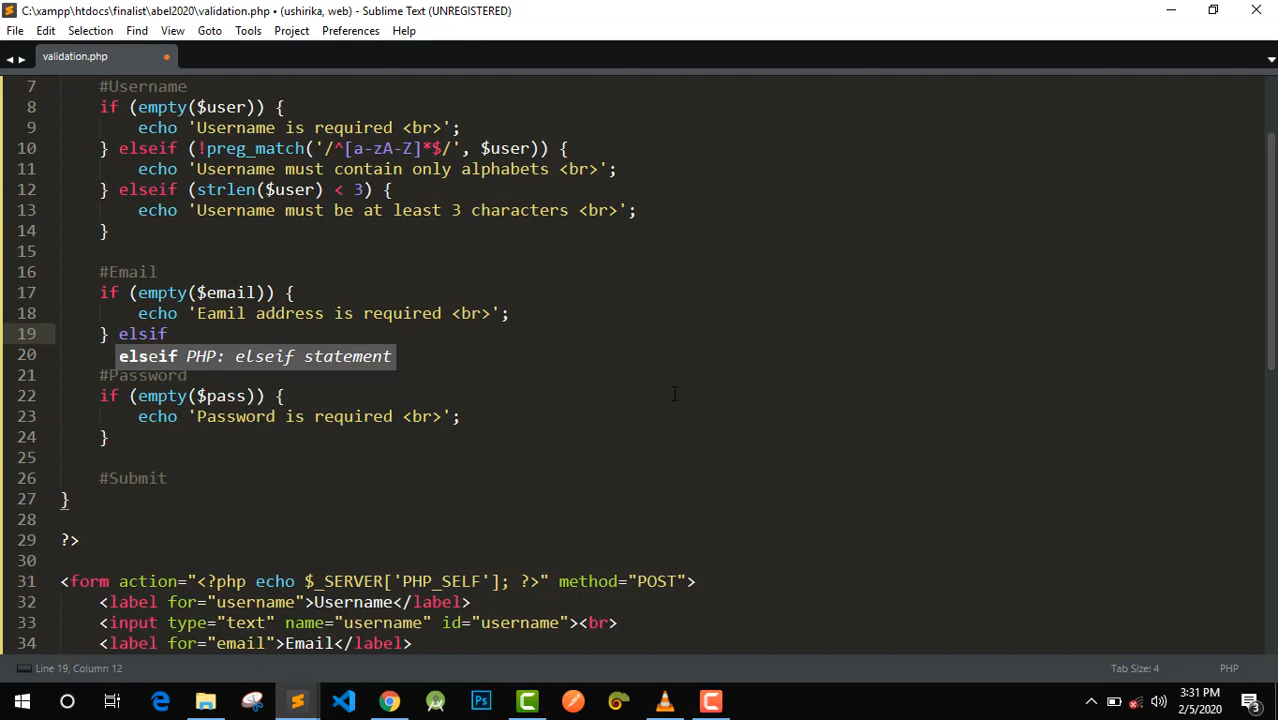 C:\xampp\htdocs\finalist\abel2020\validation.php • (ushirika, web) - Sublime Text (UNREGISTERED)
File Edit Selection Find View Goto Tools Project Preferences Help
validation.php
7 #Username
8 if (empty($user)) {
9 echo 'Username is required <br>';
10 } elseif (!preg_match('/^[a-zA-Z]*$/', $user)) {
11 echo 'Username must contain only alphabets <br>';
12 } elseif (strlen($user) < 3) {
13 echo 'Username must be at least 3 characters <br>';
14 }
15
16 #Email
17 if (empty($email)) {
18 echo 'Eamil address is required <br>';
19 } elsif
20 elseif PHP: elseif statement
21 #Password
22 if (empty($pass)) {
23 echo 'Password is required <br>';
24 }
25
26 #Submit
27 }
28
29 ?>
30
31 <form action="<?php echo $_SERVER['PHP_SELF']; ?>" method="POST">
32 <label for="username">Username</label>
33 <input type="text" name="username" id="username"><br>
34 <label for="email">Email</label>
Line 19, Column 12 Tab Size: 4 PHP
Ps
3:31 PM
2/5/2020
3